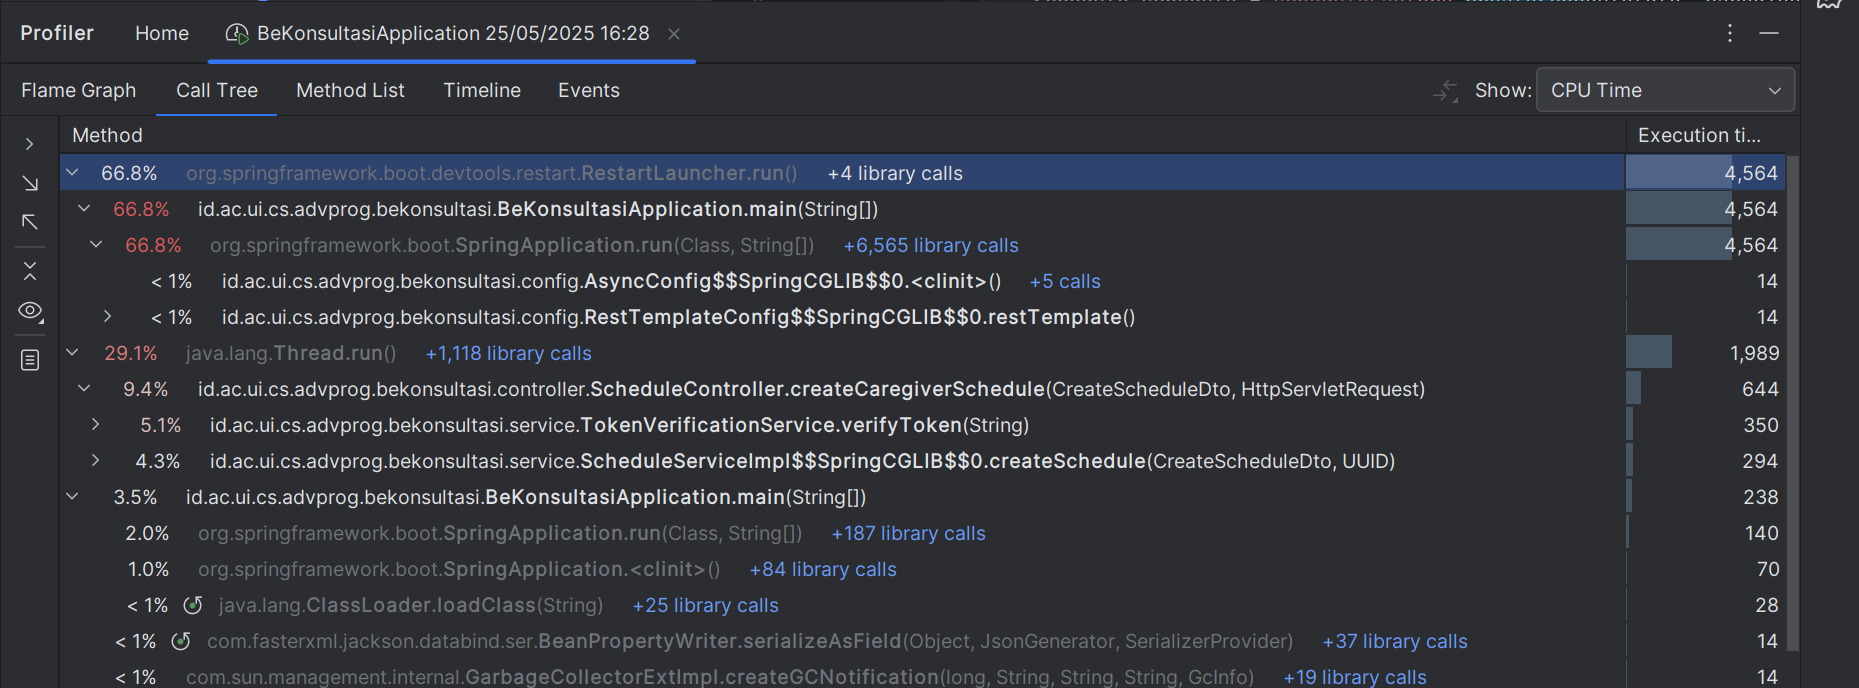 Profiler Home BeKonsultasiApplication 25/05/2025 16:28
Flame Graph Call Tree Method List Timeline Events Show: CPU Time
Method Execution ti...
66.8% org.springframework.boot.devtools.restart.RestartLauncher.run() +4 library calls 4,564
66.8% id.ac.ui.cs.advprog.bekonsultasi.BeKonsultasiApplication.main(String[]) 4,564
66.8% org.springframework.boot.SpringApplication.run(Class, String[]) +6,565 library calls 4,564
< 1% id.ac.ui.cs.advprog.bekonsultasi.config.AsyncConfig$$SpringCGLIB$$0.<clinit>() +5 calls 14
< 1% id.ac.ui.cs.advprog.bekonsultasi.config.RestTemplateConfig$$SpringCGLIB$$0.restTemplate() 14
29.1% java.lang.Thread.run() +1,118 library calls 1,989
9.4% id.ac.ui.cs.advprog.bekonsultasi.controller.ScheduleController.createCaregiverSchedule(CreateScheduleDto, HttpServletRequest) 644
5.1% id.ac.ui.cs.advprog.bekonsultasi.service.TokenVerificationService.verifyToken(String) 350
4.3% id.ac.ui.cs.advprog.bekonsultasi.service.ScheduleServiceImpl$$SpringCGLIB$$0.createSchedule(CreateScheduleDto, UUID) 294
3.5% id.ac.ui.cs.advprog.bekonsultasi.BeKonsultasiApplication.main(String[]) 238
2.0% org.springframework.boot.SpringApplication.run(Class, String[]) +187 library calls 140
1.0% org.springframework.boot.SpringApplication.<clinit>() +84 library calls 70
< 1% java.lang.ClassLoader.loadClass(String) +25 library calls 28
< 1% com.fasterxml.jackson.databind.ser.BeanPropertyWriter.serializeAsField(Object, JsonGenerator, SerializerProvider) +37 library calls 14
< 1% com.sun.management.internal.GarbageCollectorExtImpl.createGCNotification(long, String, String, String, GcInfo) +19 library calls 14